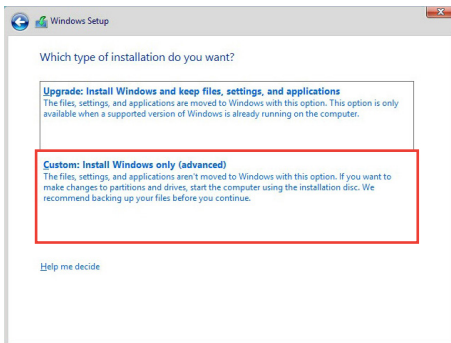 Windows Setup
Which type of installation do you want?
Upgrade: Install Windows and keep files, settings, and applications
The files, settings, and applications are moved to Windows with this option. This option is only
available when a supported version of Windows is already running on the computer.
Custom: Install Windows only (advanced)
The files, settings, and applications aren't moved to Windows with this option. If you want to
make changes to partitions and drives, start the computer using the installation disc. We
recommend backing up your files before you continue.
Help me decide